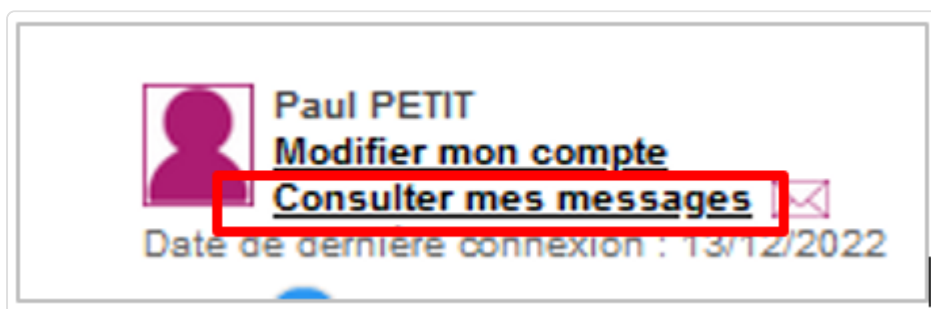 Paul PETIT
Modifier mon compte
Consulter mes messages
Date de dernière connexion : 13/12/2022